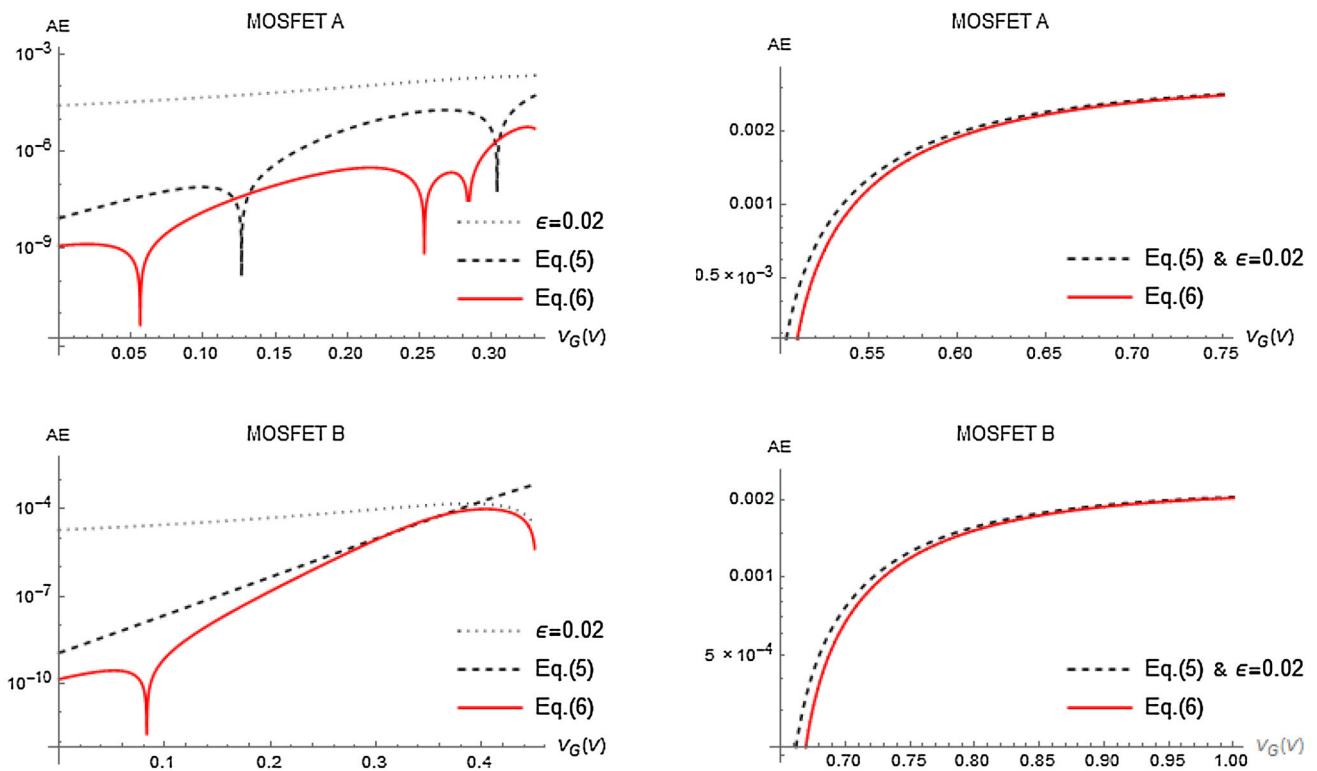 MOSFET A
AE
10⁻³
10⁻⁶
10⁻⁹
ϵ=0.02
Eq.(5)
Eq.(6)
0.05 0.10 0.15 0.20 0.25 0.30
v_G(V)
MOSFET A
AE
0.002
0.001
0.5 × 10⁻³
Eq.(5) & ϵ=0.02
Eq.(6)
0.55 0.60 0.65 0.70 0.75
v_G(V)
MOSFET B
AE
10⁻⁴
10⁻⁷
10⁻¹⁰
ϵ=0.02
Eq.(5)
Eq.(6)
0.1 0.2 0.3 0.4
v_G(V)
MOSFET B
AE
0.002
0.001
5 × 10⁻⁴
Eq.(5) & ϵ=0.02
Eq.(6)
0.70 0.75 0.80 0.85 0.90 0.95 1.00
v_G(V)